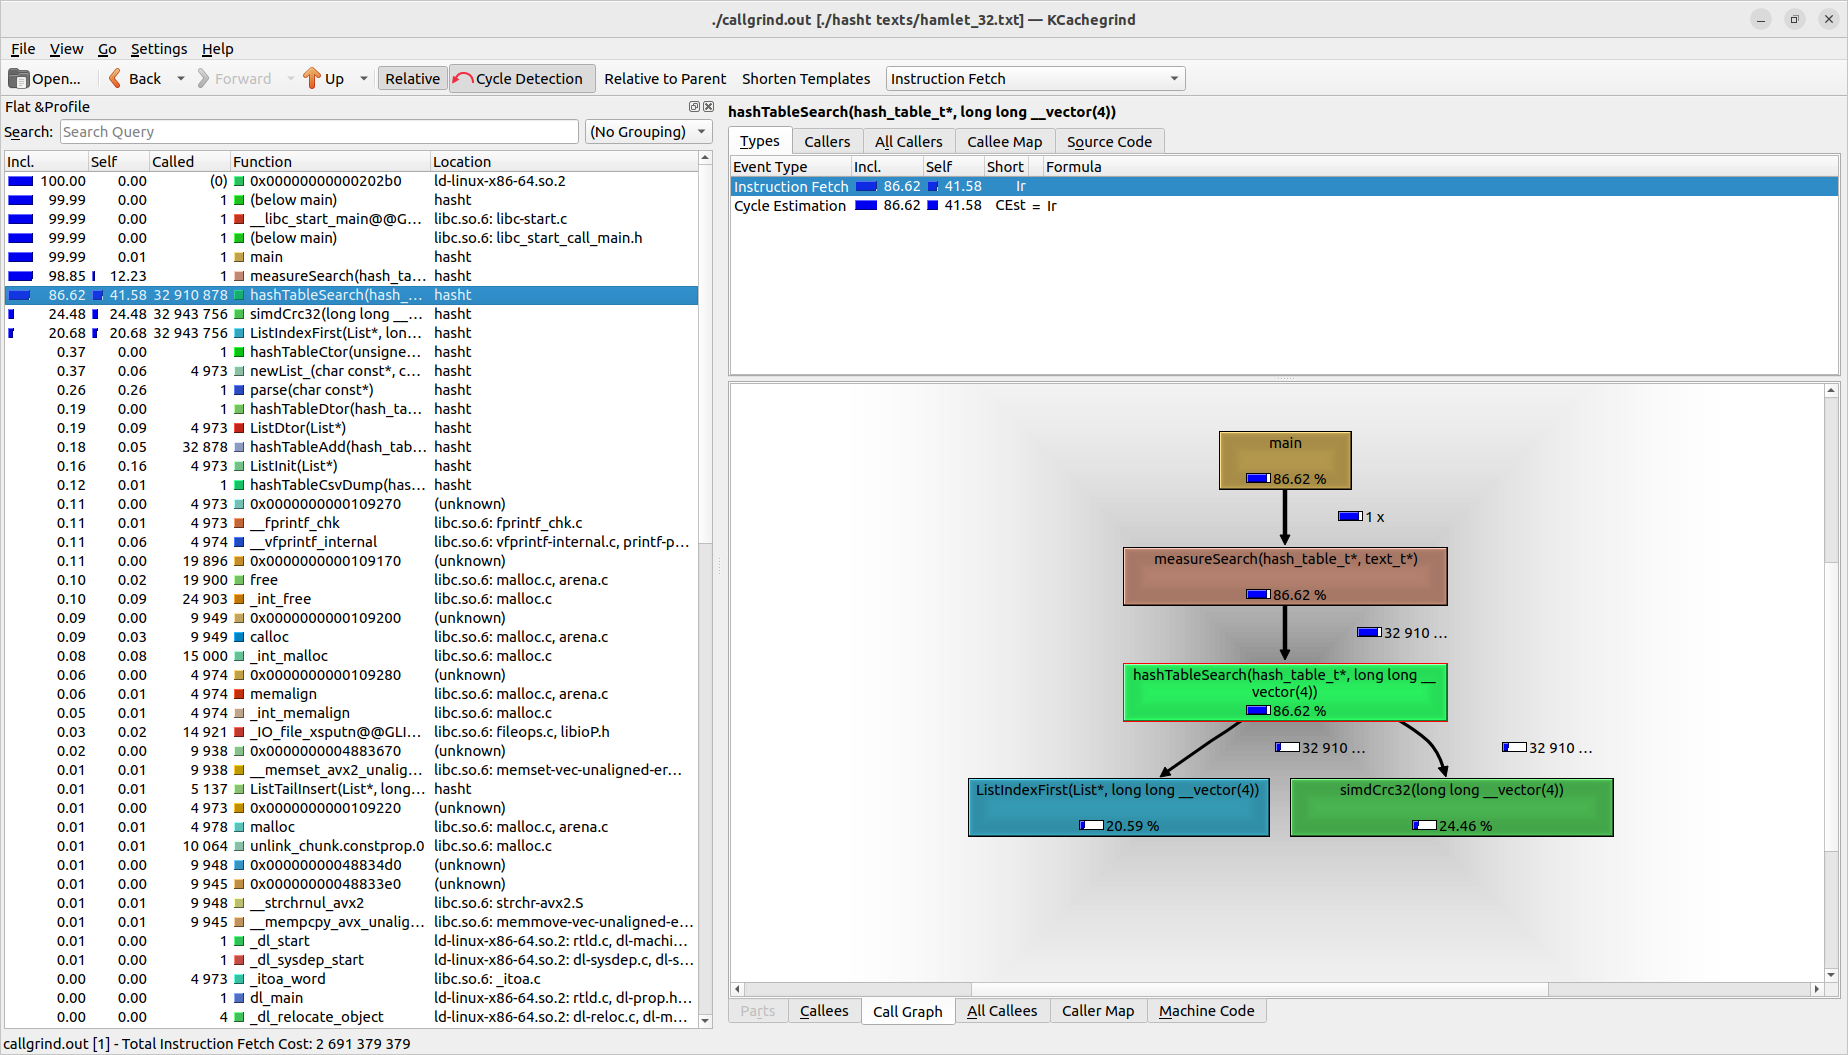 ./callgrind.out [./hasht texts/hamlet_32.txt] — KCachegrind
File View Go Settings Help
Open... Back Forward Up Relative Cycle Detection Relative to Parent Shorten Templates Instruction Fetch
Flat &Profile
Search: Search Query (No Grouping)
Incl. Self Called Function Location
100.00 0.00 (0) 0x00000000000202b0 ld-linux-x86-64.so.2
99.99 0.00 1 (below main) hasht
99.99 0.00 1 __libc_start_main@@G... libc.so.6: libc-start.c
99.99 0.00 1 (below main) libc.so.6: libc_start_call_main.h
99.99 0.01 1 main hasht
98.85 12.23 1 measureSearch(hash_ta... hasht
86.62 41.58 32 910 878 hashTableSearch(hash_... hasht
24.48 24.48 32 943 756 simdCrc32(long long __... hasht
20.68 20.68 32 943 756 ListIndexFirst(List*, lon... hasht
0.37 0.00 1 hashTableCtor(unsigne... hasht
0.37 0.06 4 973 newList_(char const*, c... hasht
0.26 0.26 1 parse(char const*) hasht
0.19 0.00 1 hashTableDtor(hash_ta... hasht
0.19 0.09 4 973 ListDtor(List*) hasht
0.18 0.05 32 878 hashTableAdd(hash_tab... hasht
0.16 0.16 4 973 ListInit(List*) hasht
0.12 0.01 1 hashTableCsvDump(has... hasht
0.11 0.00 4 973 0x0000000000109270 (unknown)
0.11 0.01 4 973 __fprintf_chk libc.so.6: fprintf_chk.c
0.11 0.06 4 974 __vfprintf_internal libc.so.6: vfprintf-internal.c, printf-p...
0.11 0.00 19 896 0x0000000000109170 (unknown)
0.10 0.02 19 900 free libc.so.6: malloc.c, arena.c
0.10 0.09 24 903 _int_free libc.so.6: malloc.c
0.09 0.00 9 949 0x0000000000109200 (unknown)
0.09 0.03 9 949 calloc libc.so.6: malloc.c, arena.c
0.08 0.08 15 000 _int_malloc libc.so.6: malloc.c
0.06 0.00 4 974 0x0000000000109280 (unknown)
0.06 0.01 4 974 memalign libc.so.6: malloc.c, arena.c
0.05 0.01 4 974 _int_memalign libc.so.6: malloc.c
0.03 0.02 14 921 _IO_file_xsputn@@GLI... libc.so.6: fileops.c, libioP.h
0.02 0.00 9 938 0x0000000004883670 (unknown)
0.01 0.01 9 938 __memset_avx2_unalig... libc.so.6: memset-vec-unaligned-er...
0.01 0.01 5 137 ListTailInsert(List*, long... hasht
0.01 0.00 4 973 0x0000000000109220 (unknown)
0.01 0.01 4 978 malloc libc.so.6: malloc.c, arena.c
0.01 0.01 10 064 unlink_chunk.constprop.0 libc.so.6: malloc.c
0.01 0.00 9 948 0x00000000048834d0 (unknown)
0.01 0.00 9 945 0x00000000048833e0 (unknown)
0.01 0.01 9 948 __strchrnul_avx2 libc.so.6: strchr-avx2.S
0.01 0.01 9 945 __mempcpy_avx_unalig... libc.so.6: memmove-vec-unaligned-e...
0.01 0.00 1 _dl_start ld-linux-x86-64.so.2: rtld.c, dl-machi...
0.01 0.00 1 _dl_sysdep_start ld-linux-x86-64.so.2: dl-sysdep.c, dl-s...
0.00 0.00 4 973 _itoa_word libc.so.6: _itoa.c
0.00 0.00 1 dl_main ld-linux-x86-64.so.2: rtld.c, dl-prop.h...
0.00 0.00 4 _dl_relocate_object ld-linux-x86-64.so.2: dl-reloc.c, dl-m...
hashTableSearch(hash_table_t*, long long __vector(4))
Types Callers All Callers Callee Map Source Code
Event Type Incl. Self Short Formula
Instruction Fetch 86.62 41.58 Ir
Cycle Estimation 86.62 41.58 CEst = Ir
main
86.62 %
1 x
measureSearch(hash_table_t*, text_t*)
86.62 %
32 910 ...
hashTableSearch(hash_table_t*, long long __
vector(4))
86.62 %
32 910 ... 32 910 ...
ListIndexFirst(List*, long long __vector(4)) simdCrc32(long long __vector(4))
20.59 % 24.46 %
Parts Callees Call Graph All Callees Caller Map Machine Code
callgrind.out [1] - Total Instruction Fetch Cost: 2 691 379 379